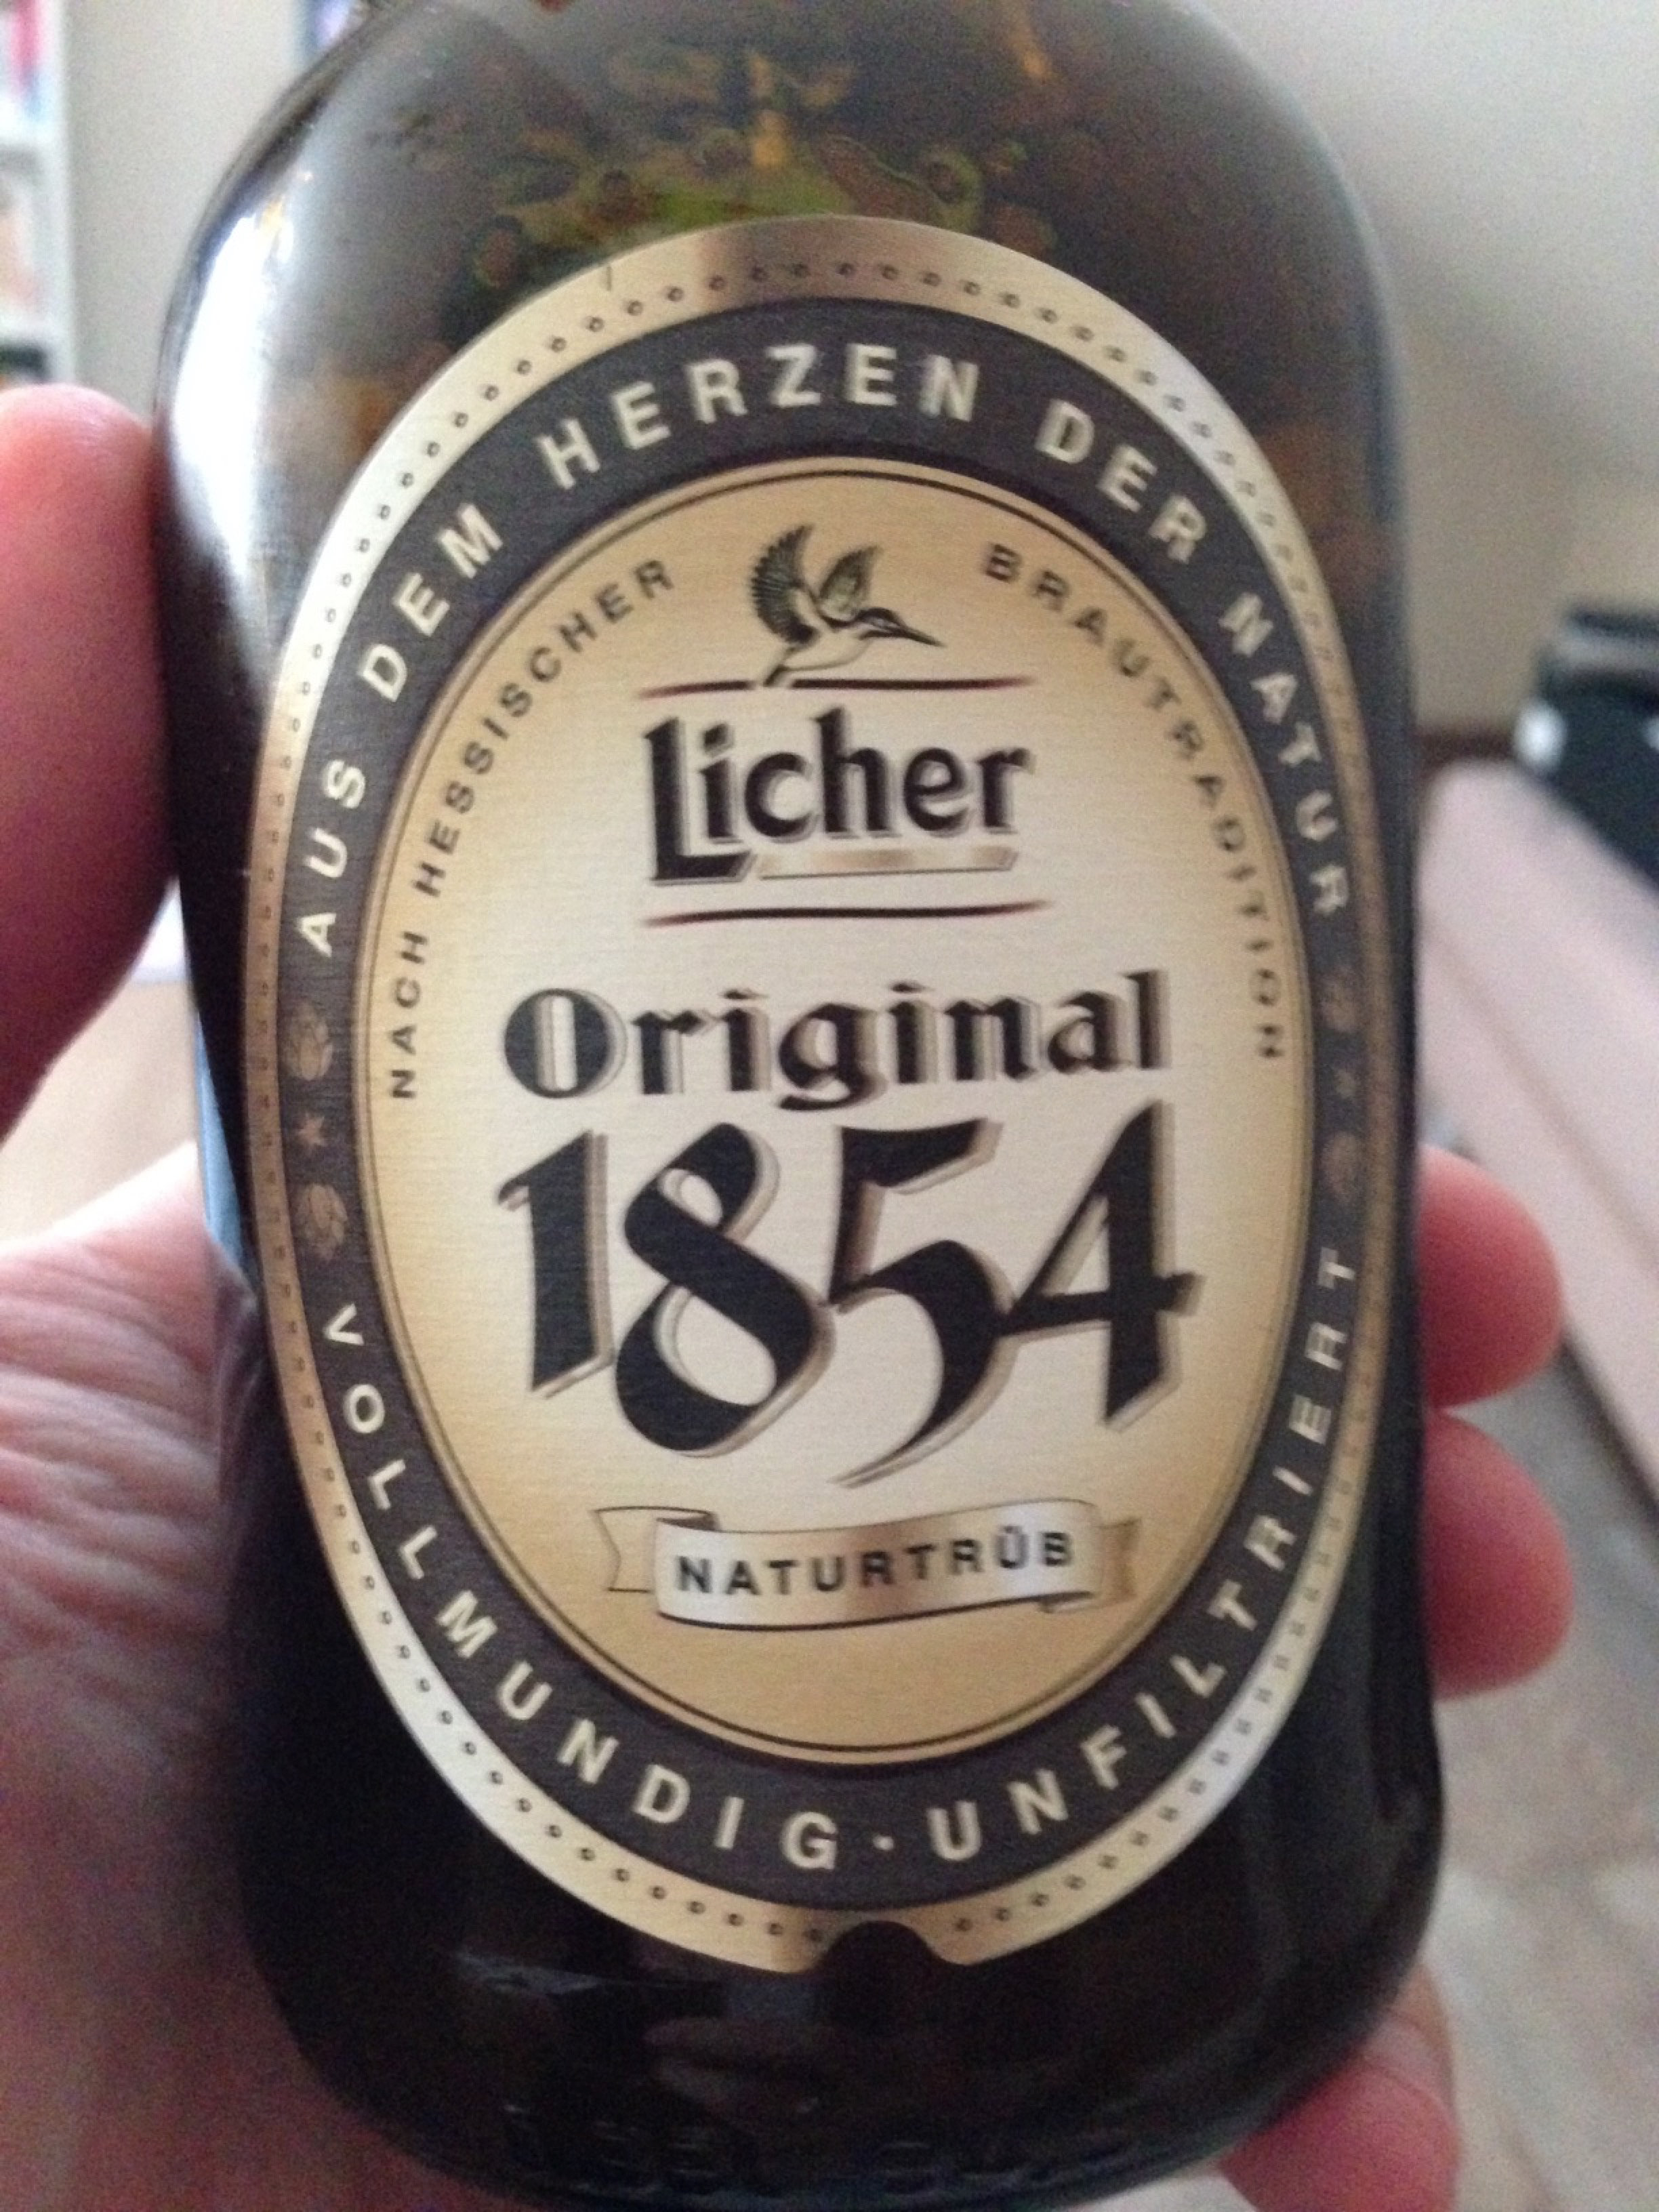 AUS DEM HERZEN DER NATUR
NACH HESSISCHER BRAUTRADITION
Licher
Original
1854
NATURTRÜB
VOLLMUNDIG · UNFILTRIERT